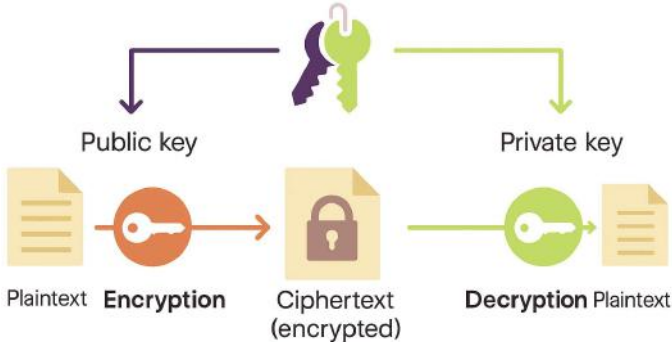 Public key
Private key
Plaintext
Encryption
Ciphertext
(encrypted)
Decryption
Plaintext